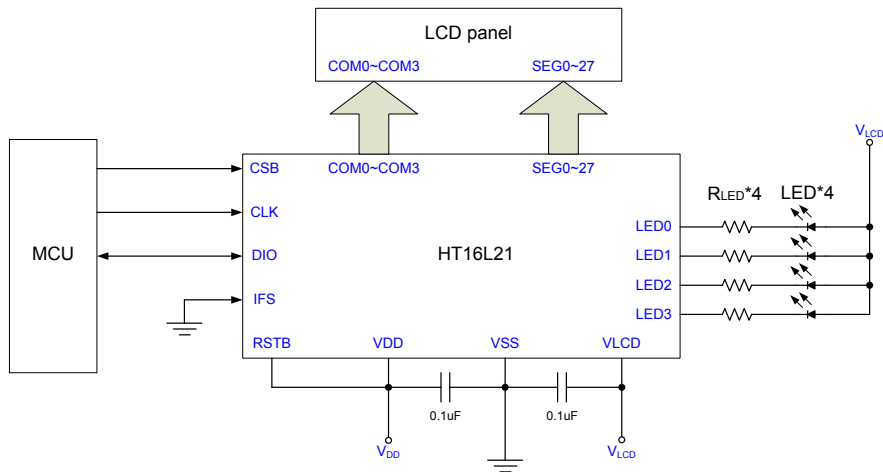 LCD panel
COM0~COM3 SEG0~27
VLCD
CSB COM0~COM3 SEG0~27
RLED*4 LED*4
CLK
LED0
MCU DIO HT16L21 LED1
LED2
IFS
LED3
RSTB VDD VSS VLCD
0.1uF 0.1uF
VDD VLCD